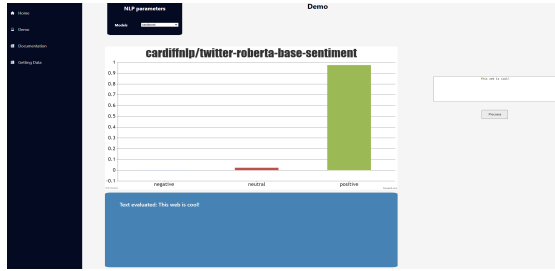 Home
Demo
Documentation
Getting Data
NLP parameters
Models
Demo
cardiffnlp/twitter-roberta-base-sentiment
1
0.9
0.8
0.7
0.6
0.5
0.4
0.3
0.2
0.1
0
-0.1
negative
neutral
positive
Text evaluated: This web is cool!
This web is cool!
Process